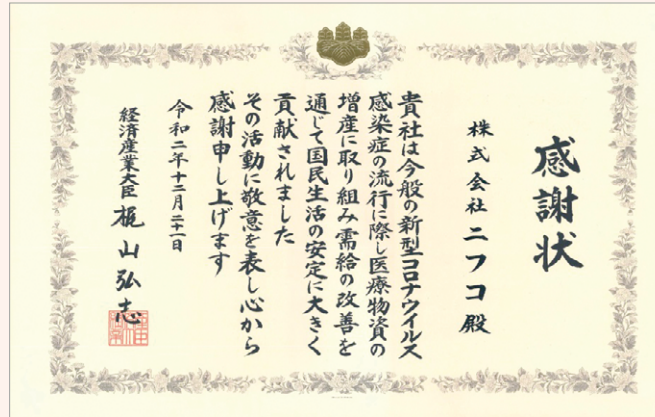 感謝状
株式会社ニフコ殿
貴社は今般の新型コロナウイルス
感染症の流行に際し医療物資の
増産に取り組み需給の改善を
通じて国民生活の安定に大きく
貢献されました
その活動に敬意を表し心から
感謝申し上げます
令和二年十二月二十一日
経済産業大臣 梶山弘志